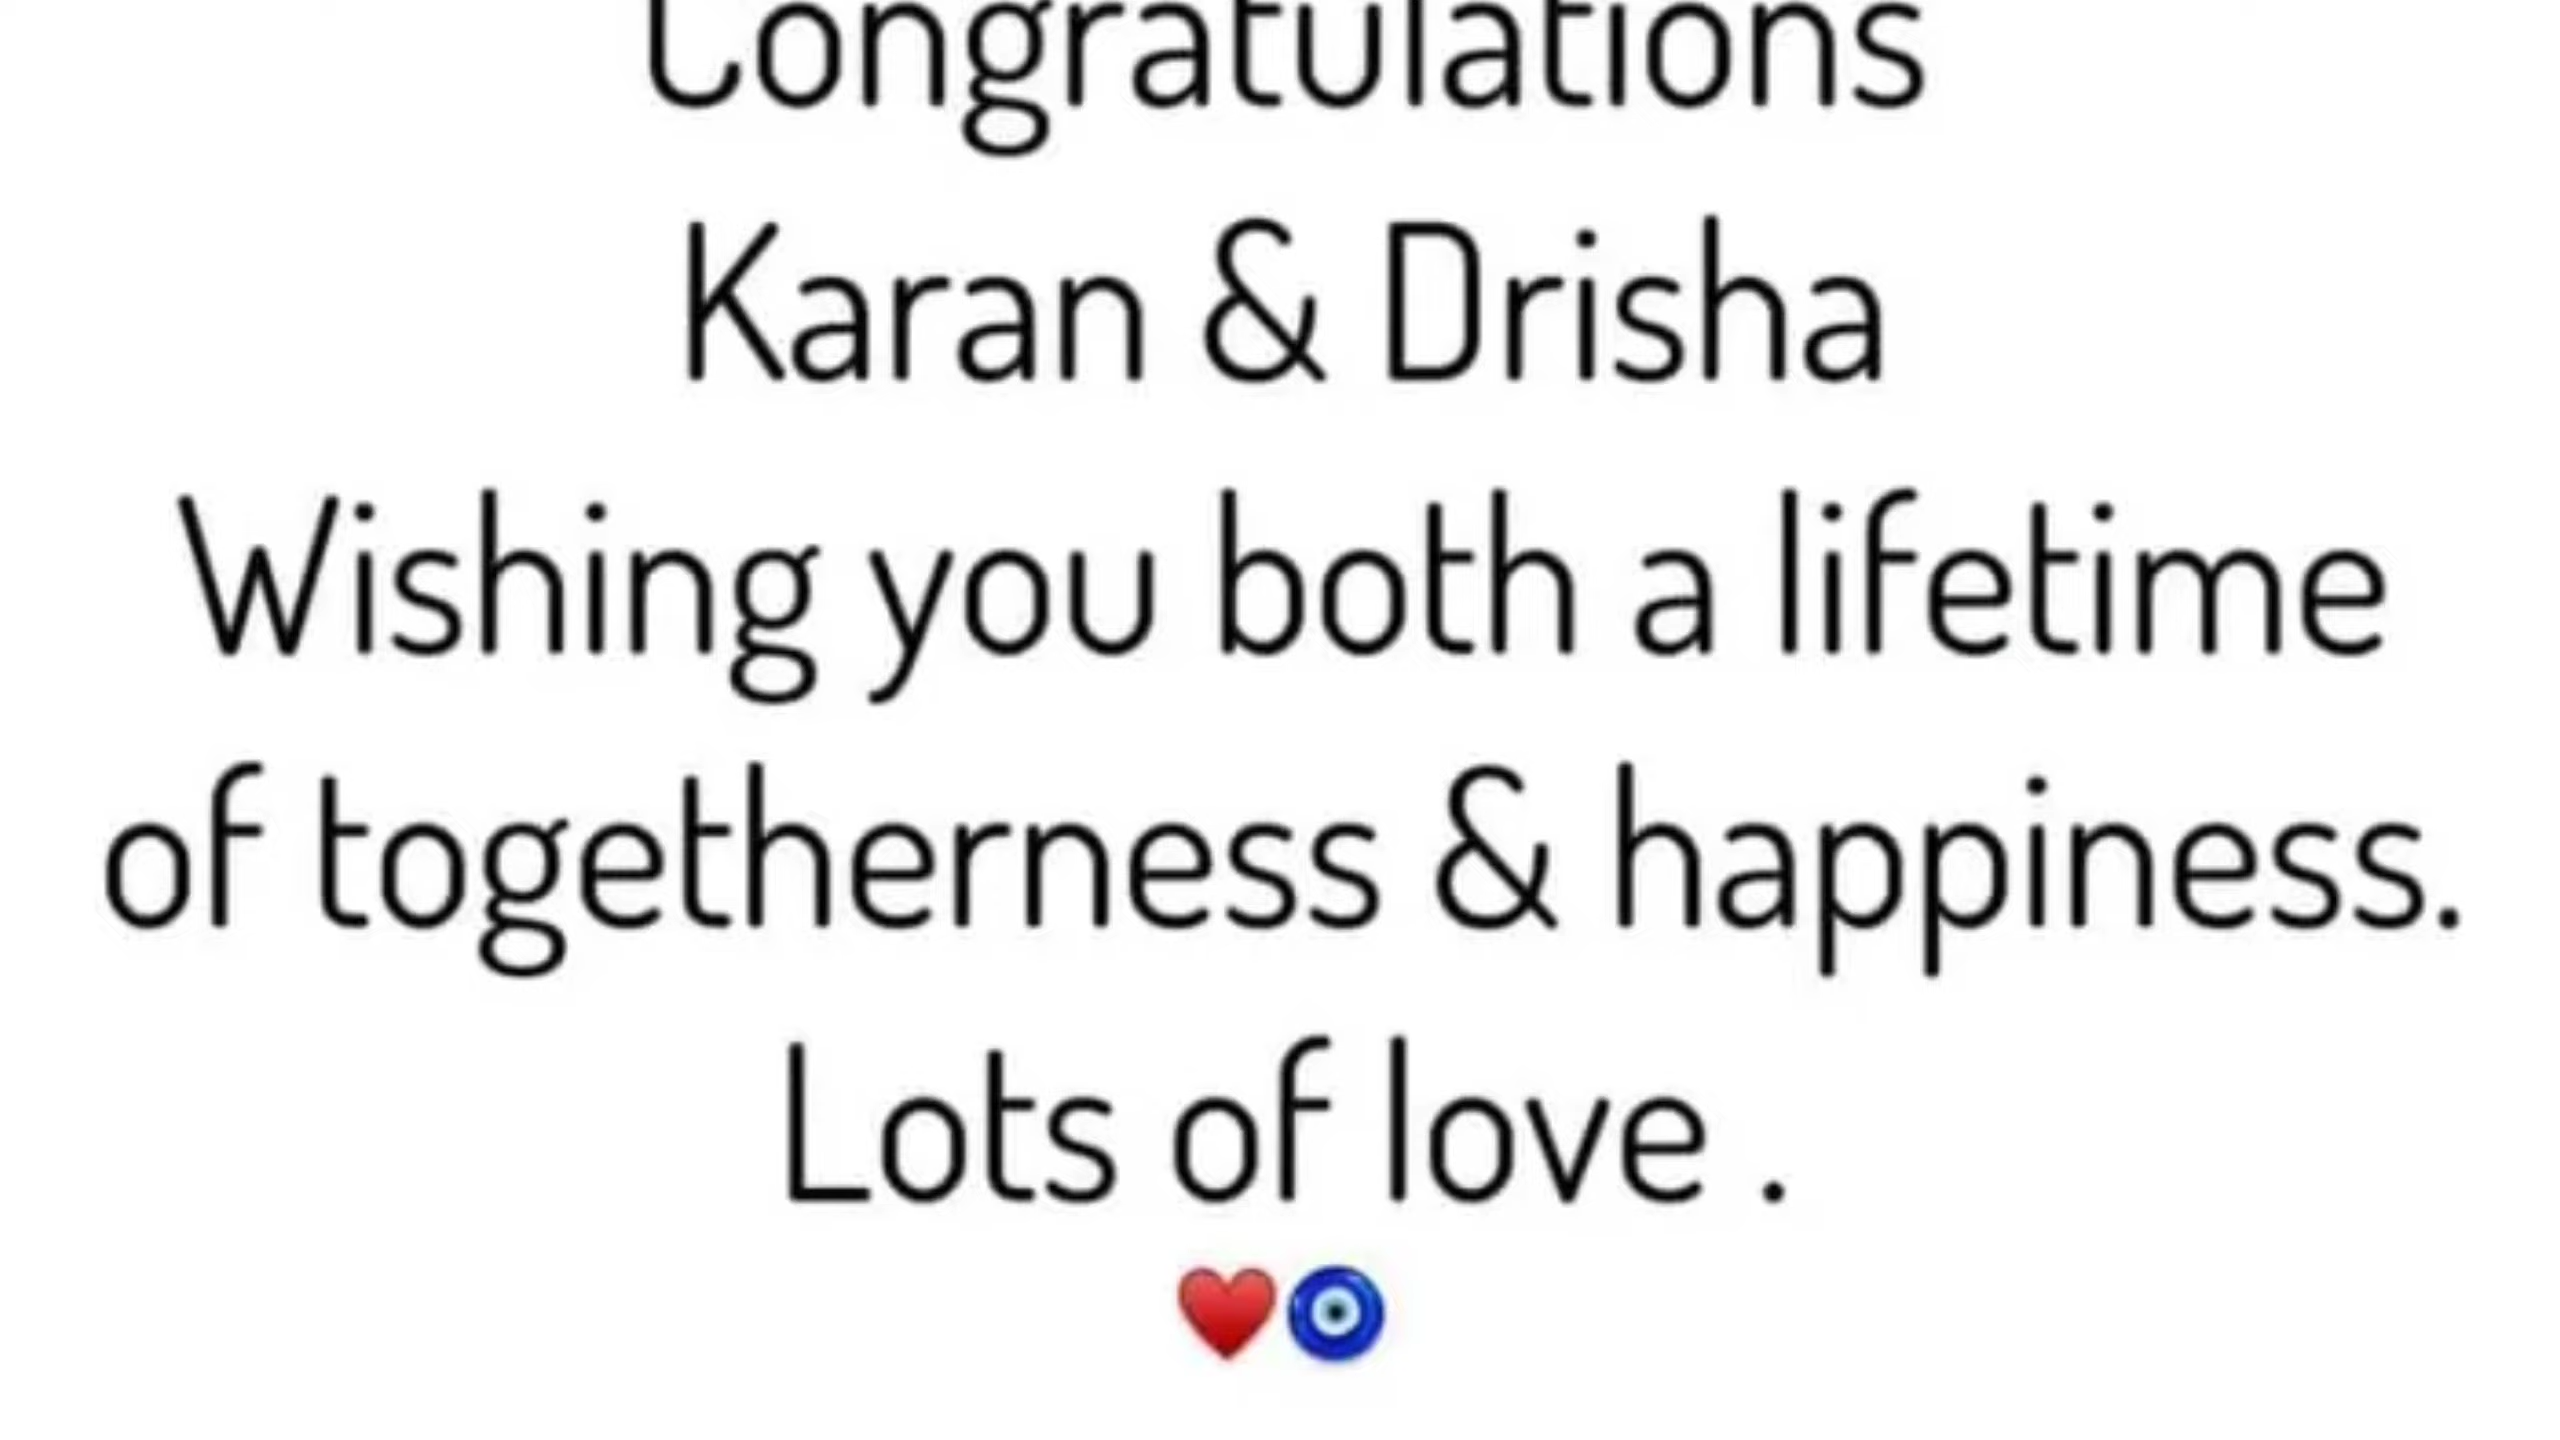 Congratulations
Karan & Drisha
Wishing you both a lifetime
of togetherness & happiness.
Lots of love .
❤️🧿